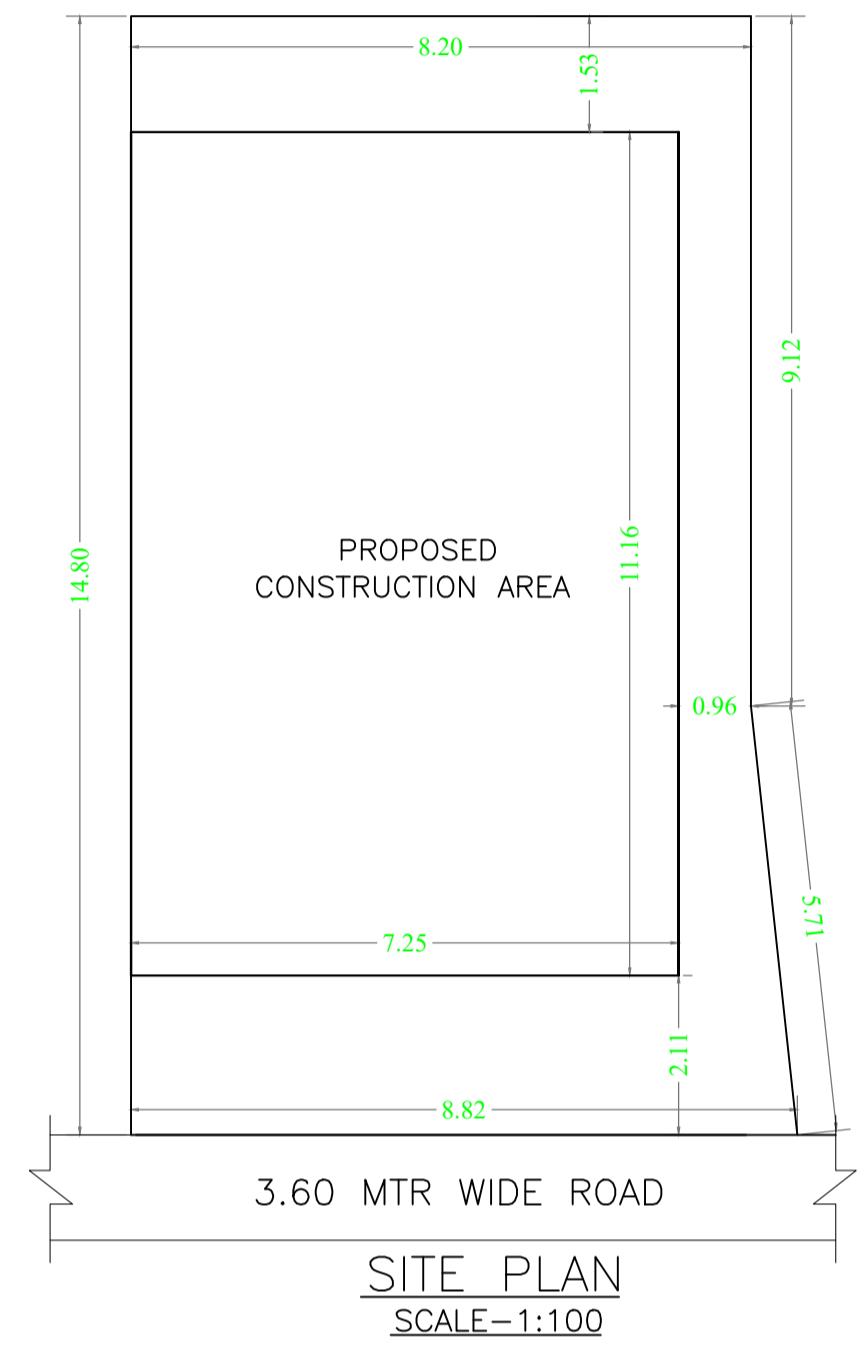 8.20
1.53
9.12
14.80
11.16
PROPOSED
CONSTRUCTION AREA
0.96
5.71
7.25
2.11
8.82
3.60 MTR WIDE ROAD
SITE PLAN
SCALE-1:100